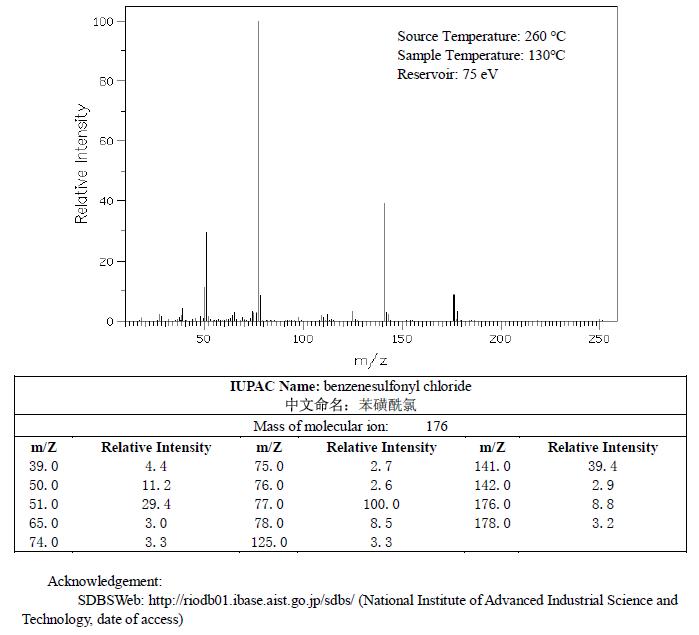 100
80
60
40
20
0
Relative Intensity
Source Temperature: 260 °C
Sample Temperature: 130°C
Reservoir: 75 eV
50 100 150 200 250
m/z
IUPAC Name: benzenesulfonyl chloride
中文命名：苯磺酰氯
Mass of molecular ion: 176
m/Z Relative Intensity m/Z Relative Intensity m/Z Relative Intensity
39.0 4.4 75.0 2.7 141.0 39.4
50.0 11.2 76.0 2.6 142.0 2.9
51.0 29.4 77.0 100.0 176.0 8.8
65.0 3.0 78.0 8.5 178.0 3.2
74.0 3.3 125.0 3.3
Acknowledgement:
SDBSWeb: http://riodb01.ibase.aist.go.jp/sdbs/ (National Institute of Advanced Industrial Science and
Technology, date of access)